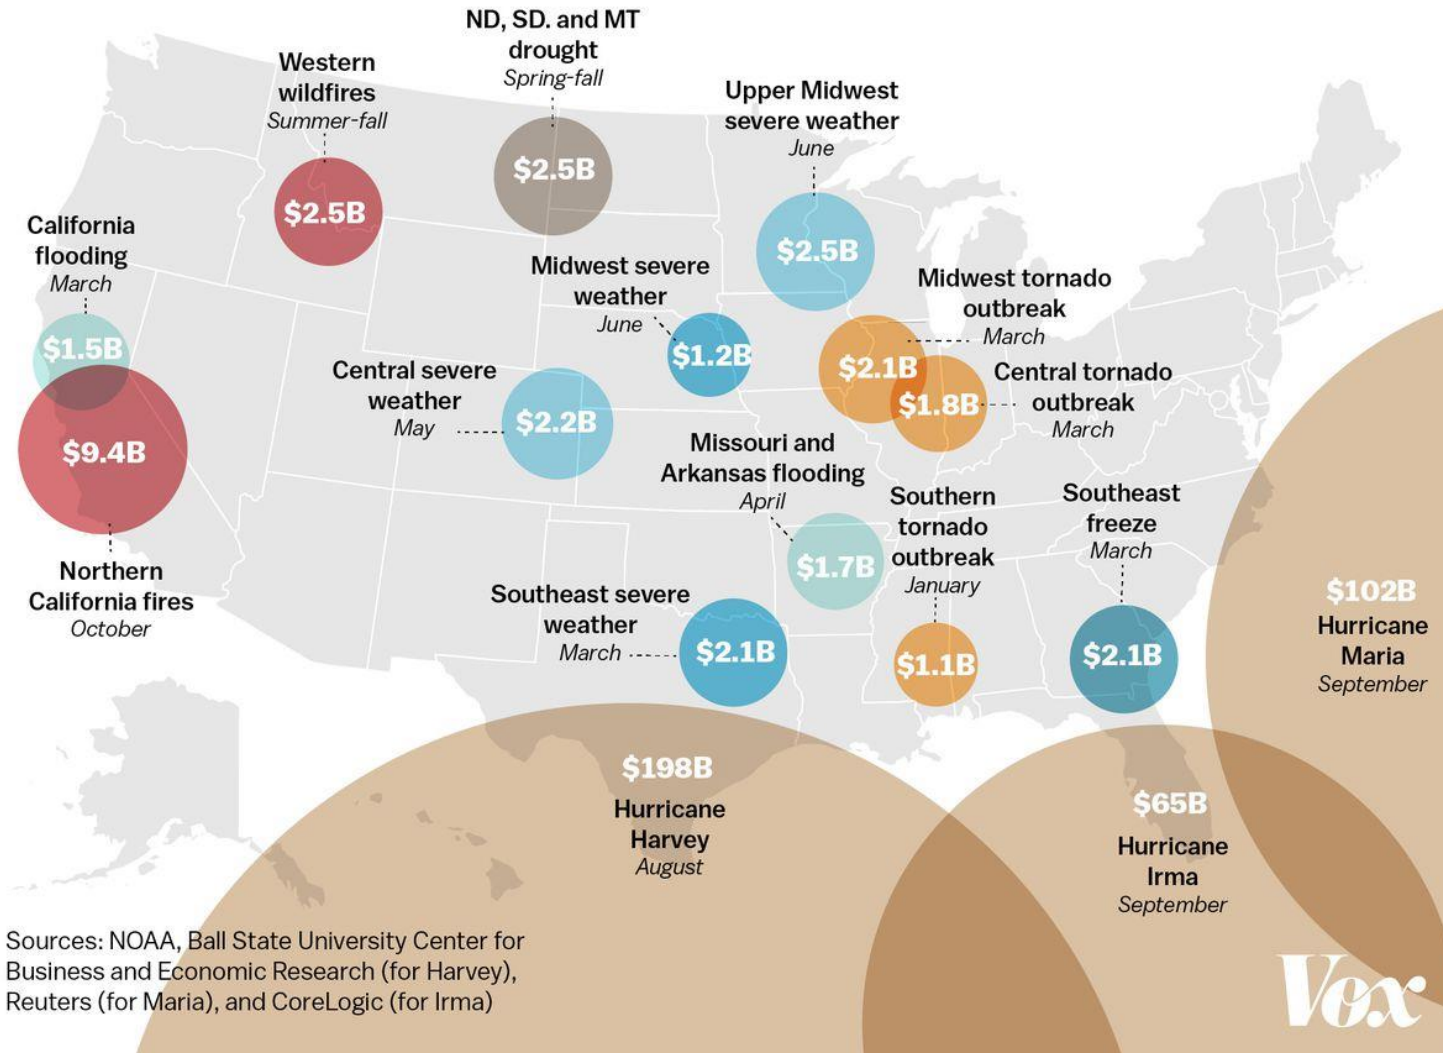 ND, SD. and MT
drought
Spring-fall
$2.5B
Western
wildfires
Summer-fall
$2.5B
Upper Midwest
severe weather
June
$2.5B
California
flooding
March
$1.5B
$9.4B
Northern
California fires
October
Midwest severe
weather
June
$1.2B
Midwest tornado
outbreak
March
$2.1B
Central tornado
outbreak
March
$1.8B
Central severe
weather
May
$2.2B
Missouri and
Arkansas flooding
April
$1.7B
Southern
tornado
outbreak
January
$1.1B
Southeast
freeze
March
$2.1B
Southeast severe
weather
March
$2.1B
$102B
Hurricane
Maria
September
$198B
Hurricane
Harvey
August
$65B
Hurricane
Irma
September
Sources: NOAA, Ball State University Center for
Business and Economic Research (for Harvey),
Reuters (for Maria), and CoreLogic (for Irma)
Vox